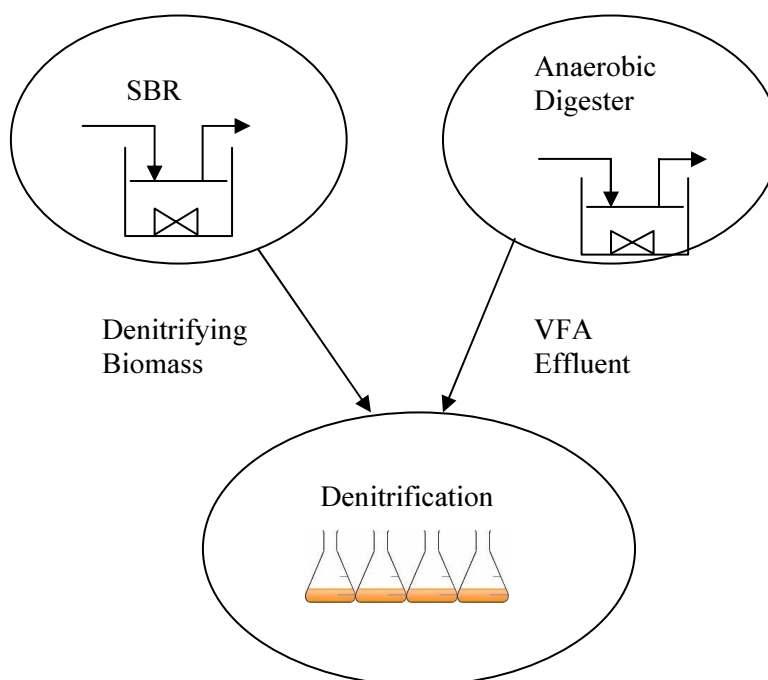 SBR
Anaerobic
Digester
Denitrifying
Biomass
VFA
Effluent
Denitrification